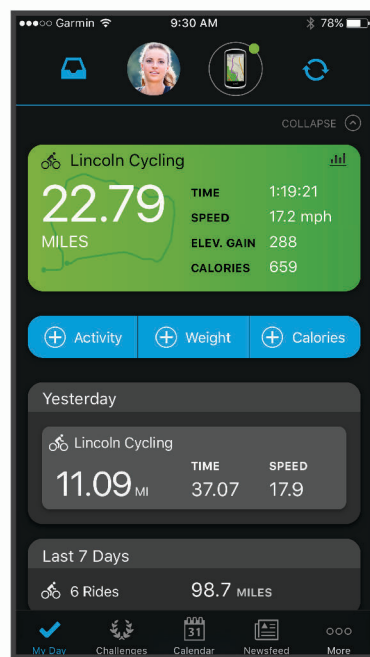 Garmin 9:30 AM 78%
COLLAPSE
Lincoln Cycling
22.79
MILES
TIME 1:19:21
SPEED 17.2 mph
ELEV. GAIN 288
CALORIES 659
Activity Weight Calories
Yesterday
Lincoln Cycling
11.09 MI
TIME SPEED
37.07 17.9
Last 7 Days
6 Rides 98.7 MILES
31
My Day Challenges Calendar Newsfeed More